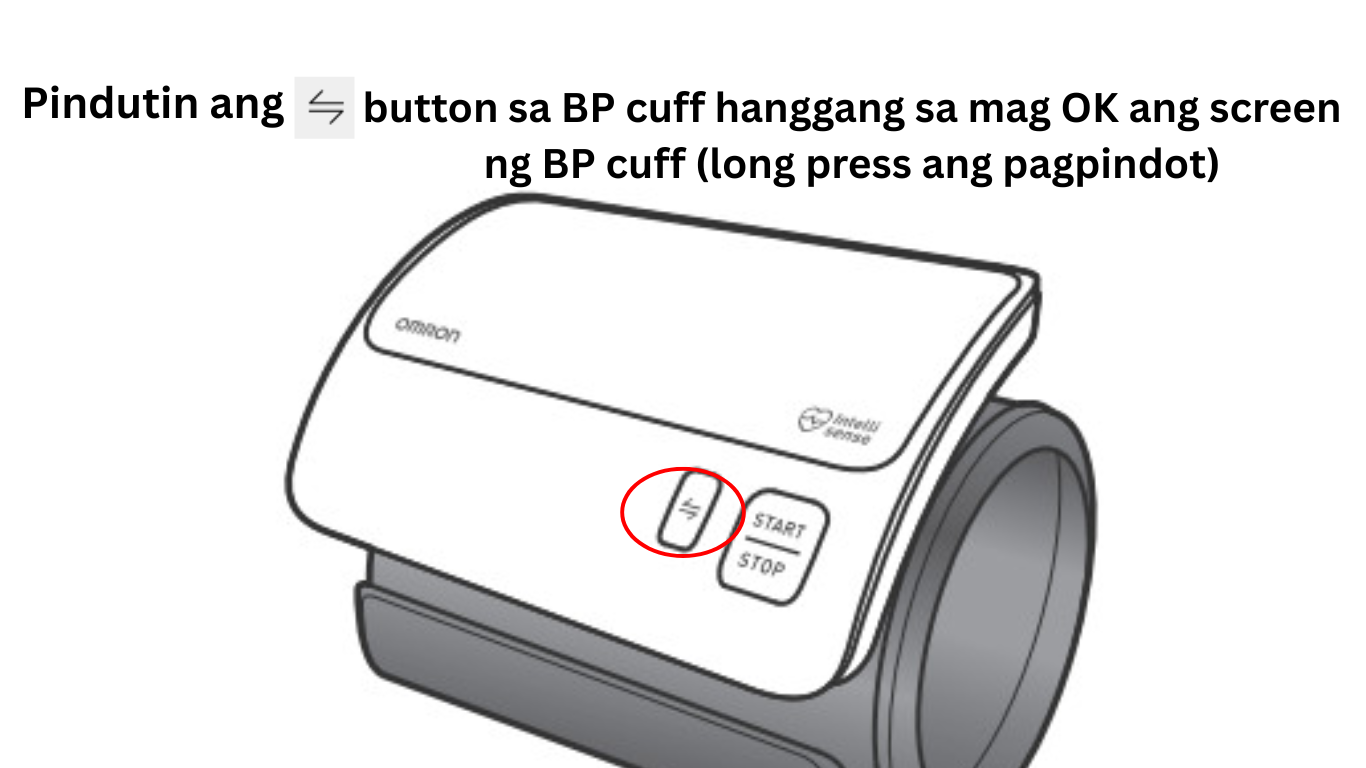 Pindutin ang ⇋ button sa BP cuff hanggang sa mag OK ang screen
ng BP cuff (long press ang pagpindot)
OMRON
intelli
sense
⇋
START
STOP